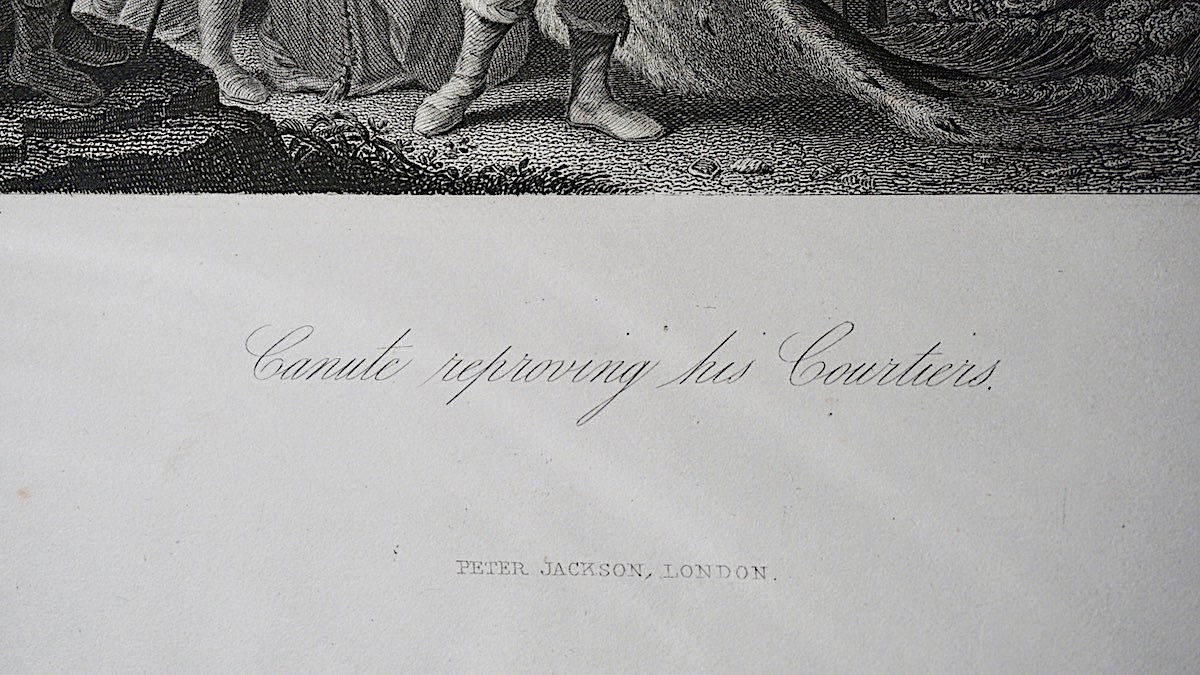 Canute reproving his Courtiers.
PETER JACKSON, LONDON.